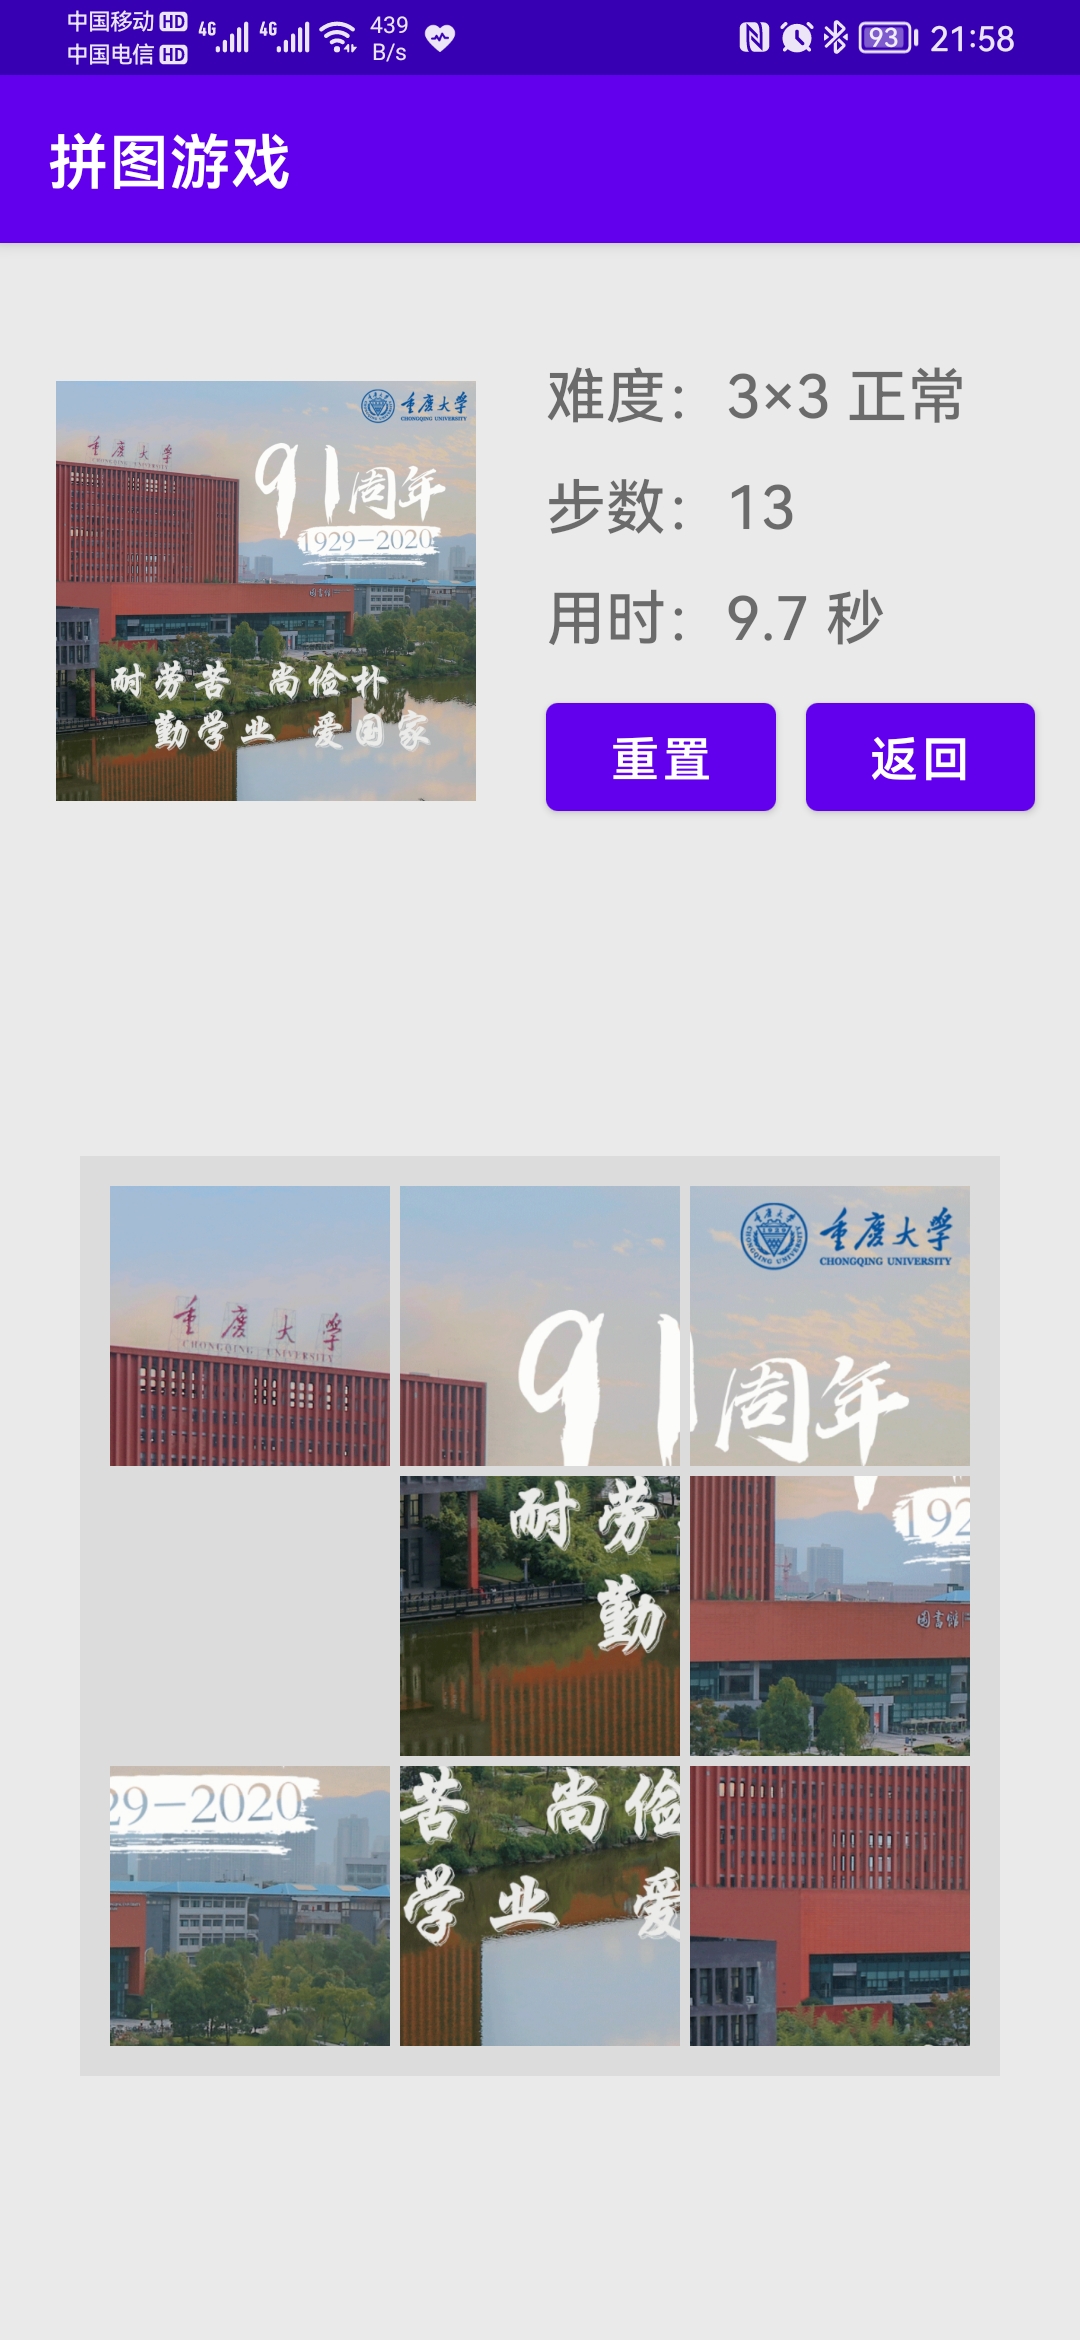 中国移动 HD 4G 4G 439 B/s 93 21:58
中国电信 HD
拼图游戏
重庆大学
CHONGQING UNIVERSITY
重庆大学
91周年
1929-2020
图书馆
耐劳苦 尚俭朴
勤学业 爱国家
难度： 3×3 正常
步数： 13
用时： 9.7 秒
重置 返回
重庆大学
CHONGQING UNIVERSITY
91
重庆大学
CHONGQING UNIVERSITY
周年
耐劳
勤
192
图书馆
29-2020
苦 尚俭
学业 爱